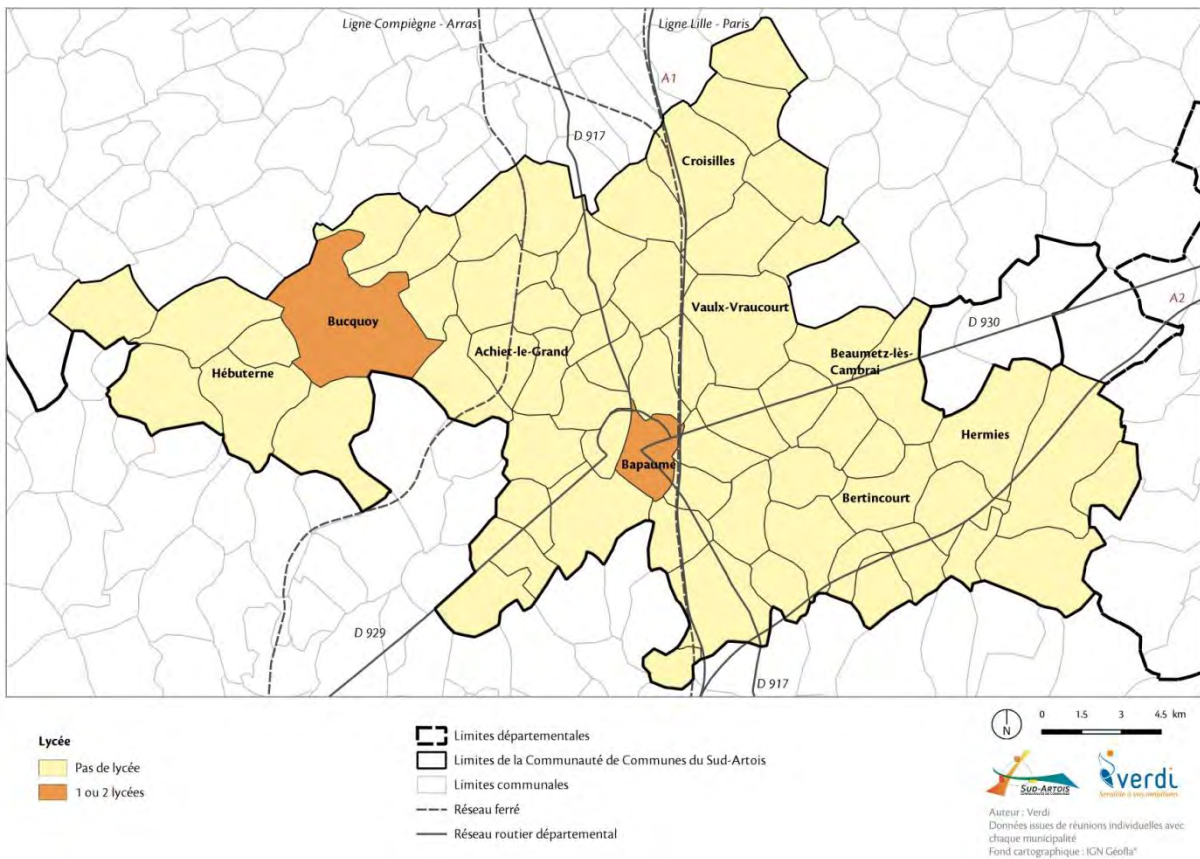 Ligne Compiègne - Arras
Ligne Lille - Paris
A1
D 917
Croisilles
A2
Bucquoy
Vaulx-Vraucourt
D 930
Achiet-le-Grand
Beaumetz-lès-
Cambrai
Hébuterne
Hermies
Bapaume
Bertincourt
D 929
D 917
Lycée
Pas de lycée
1 ou 2 lycées
Limites départementales
Limites de la Communauté de Communes du Sud-Artois
Limites communales
Réseau ferré
Réseau routier départemental
N
0 1.5 3 4.5 km
SUD-ARTOIS
verdi
Auteur : Verdi
Données issues de réunions individuelles avec
chaque municipalité
Fond cartographique : IGN Géofla®